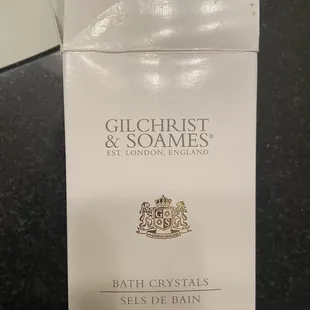 GILCHRIST
& SOAMES®
EST. LONDON, ENGLAND
G S
BATH CRYSTALS
SELS DE BAIN